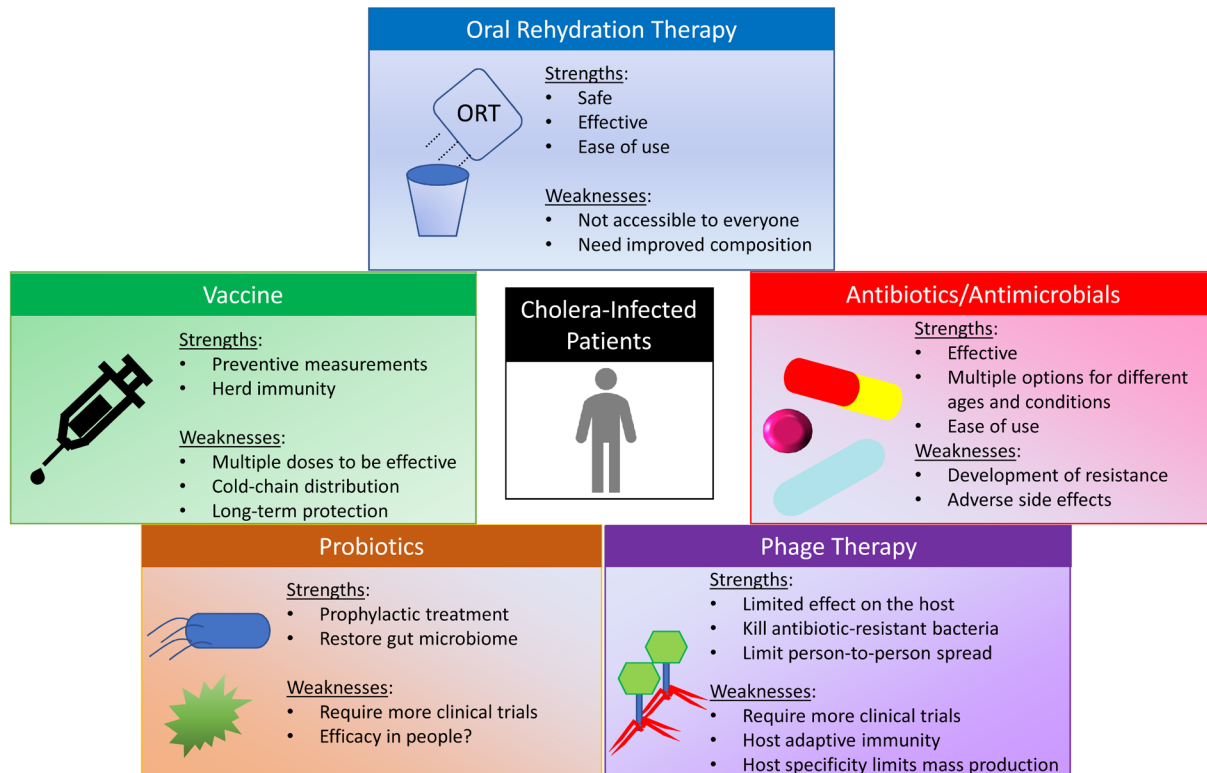 Oral Rehydration Therapy
ORT
Strengths:
• Safe
• Effective
• Ease of use
Weaknesses:
• Not accessible to everyone
• Need improved composition
Vaccine
Strengths:
• Preventive measurements
• Herd immunity
Weaknesses:
• Multiple doses to be effective
• Cold-chain distribution
• Long-term protection
Cholera-Infected
Patients
Antibiotics/Antimicrobials
Strengths:
• Effective
• Multiple options for different
ages and conditions
• Ease of use
Weaknesses:
• Development of resistance
• Adverse side effects
Probiotics
Strengths:
• Prophylactic treatment
• Restore gut microbiome
Weaknesses:
• Require more clinical trials
• Efficacy in people?
Phage Therapy
Strengths:
• Limited effect on the host
• Kill antibiotic-resistant bacteria
• Limit person-to-person spread
Weaknesses:
• Require more clinical trials
• Host adaptive immunity
• Host specificity limits mass production